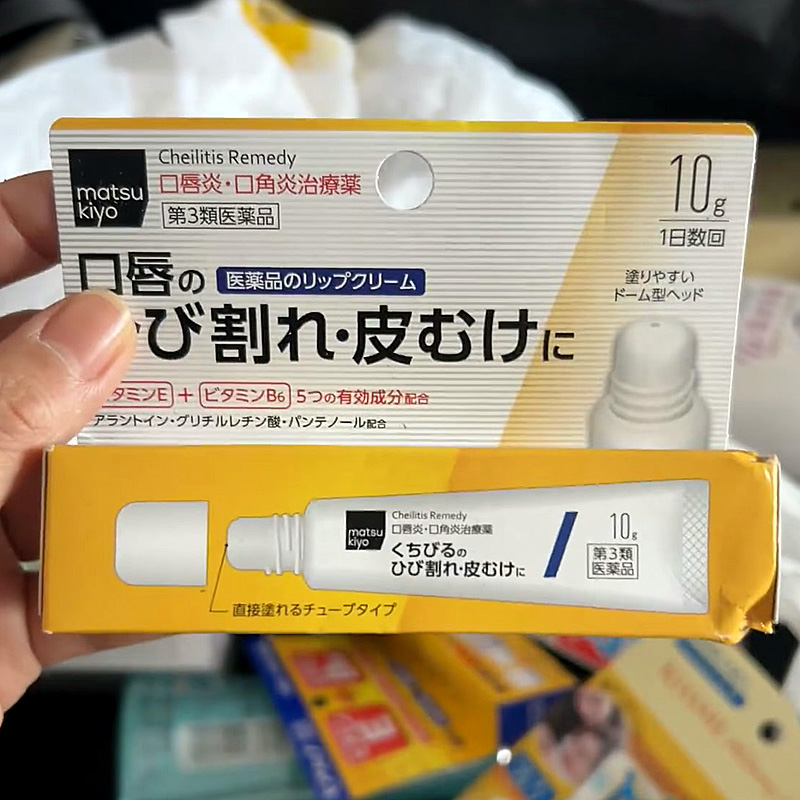 matsu
kiyo
Cheilitis Remedy
口唇炎・口角炎治療薬
第3類医薬品
10g
1日数回
口唇の
医薬品のリップクリーム
び割れ・皮むけに
塗りやすい
ドーム型ヘッド
タミンE + ビタミンB6 5つの有効成分配合
アラントイン・グリチルレチン酸・パンテノール配合
matsu
kiyo
Cheilitis Remedy
口唇炎・口角炎治療薬
くちびるの
ひび割れ・皮むけに
10g
第3類
医薬品
直接塗れるチューブタイプ